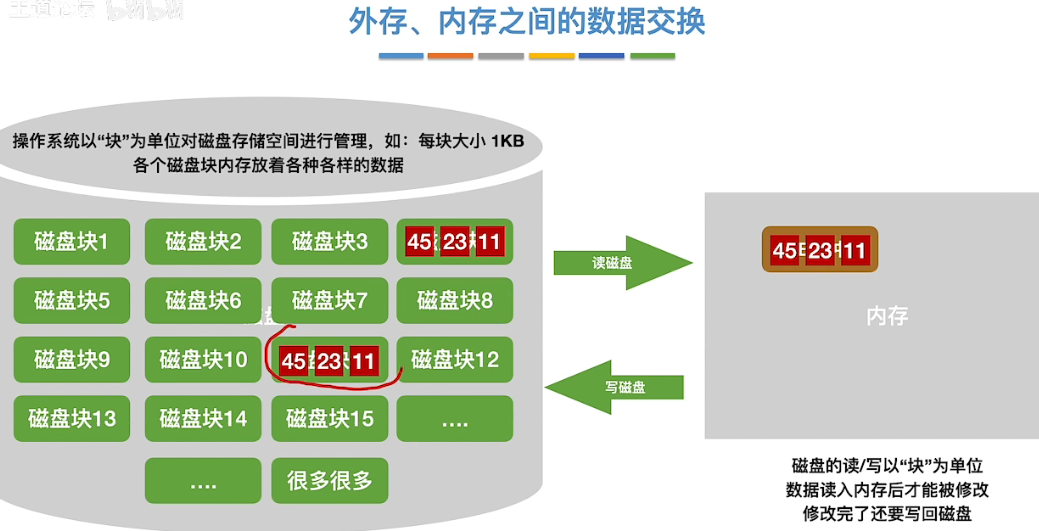 王道论坛 bilibili
外存、内存之间的数据交换
操作系统以“块”为单位对磁盘存储空间进行管理，如：每块大小 1KB
各个磁盘块内存放着各种各样的数据
磁盘块1 磁盘块2 磁盘块3 45 23 11
磁盘块5 磁盘块6 磁盘块7 磁盘块8
磁盘块9 磁盘块10 45 23 11 磁盘块12
磁盘块13 磁盘块14 磁盘块15 ....
.... 很多很多
读磁盘
写磁盘
45 23 11
内存
磁盘的读/写以“块”为单位
数据读入内存后才能被修改
修改完了还要写回磁盘